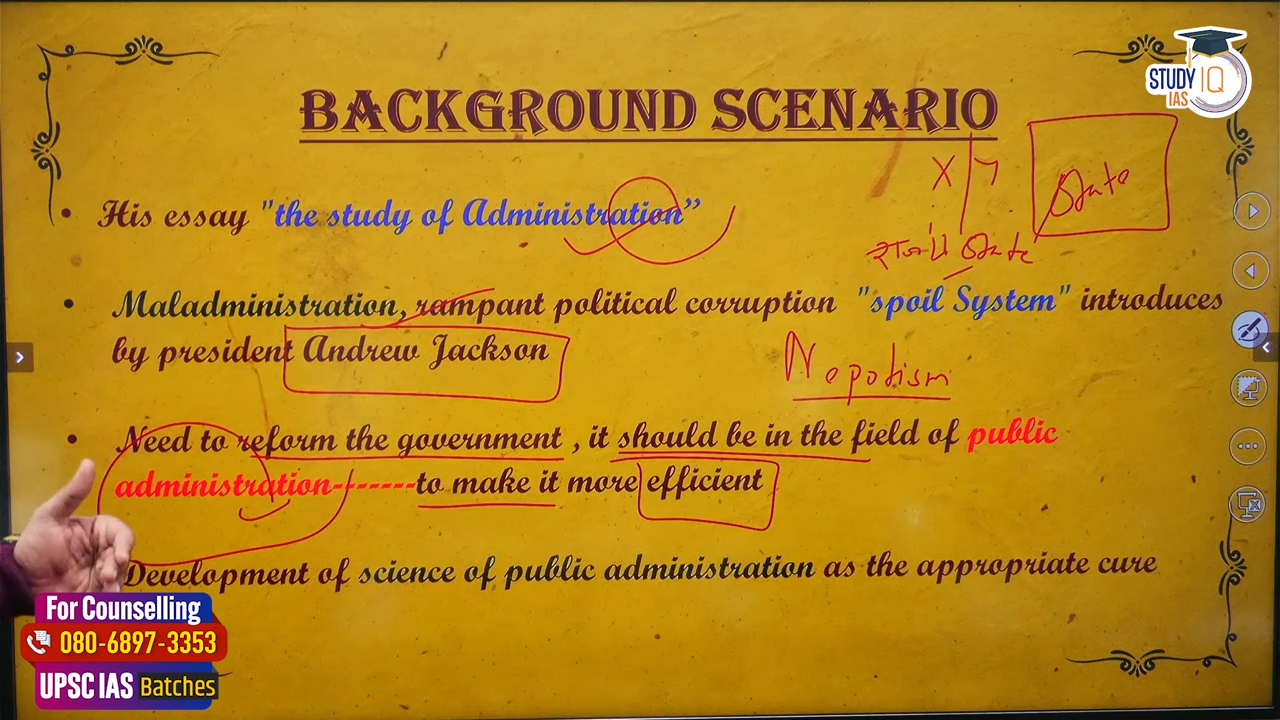 STUDY IQ
IAS
BACKGROUND SCENARIO
X | Y
State
• His essay "the study of Administration”
State
• Maladministration, rampant political corruption "spoil System" introduces
by president Andrew Jackson
Nepotism
• Need to reform the government , it should be in the field of public
administration-------to make it more efficient
Development of science of public administration as the appropriate cure
For Counselling
080-6897-3353
UPSC IAS Batches